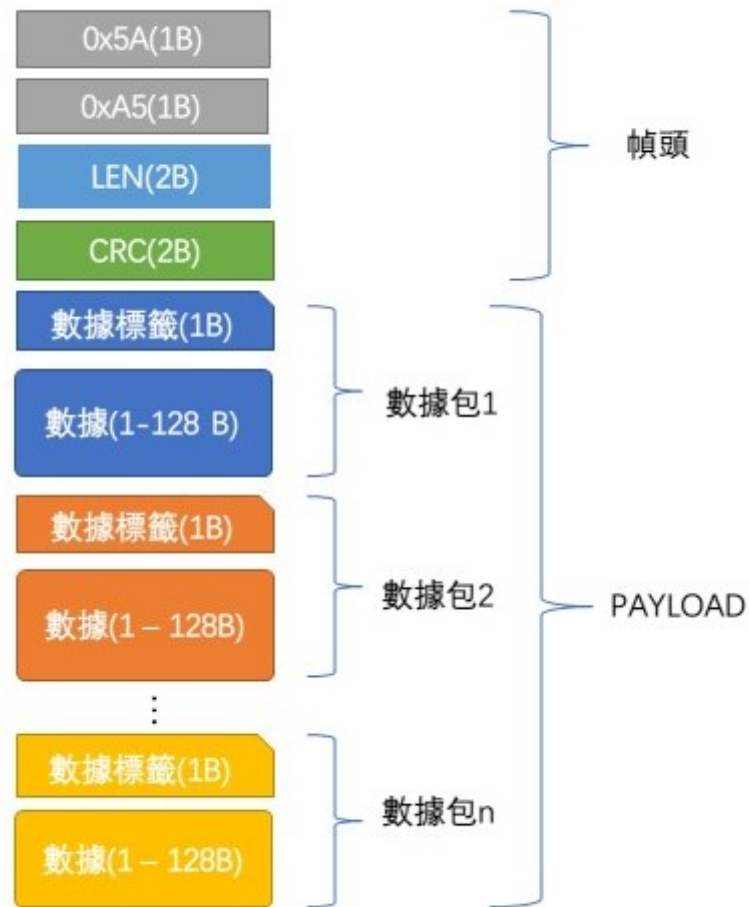 0x5A(1B)
0xA5(1B)
LEN(2B)
CRC(2B)
幀頭
數據標籤(1B)
數據(1-128 B)
數據包1
數據標籤(1B)
數據(1 – 128B)
數據包2
PAYLOAD
⋮
數據標籤(1B)
數據(1 – 128B)
數據包n